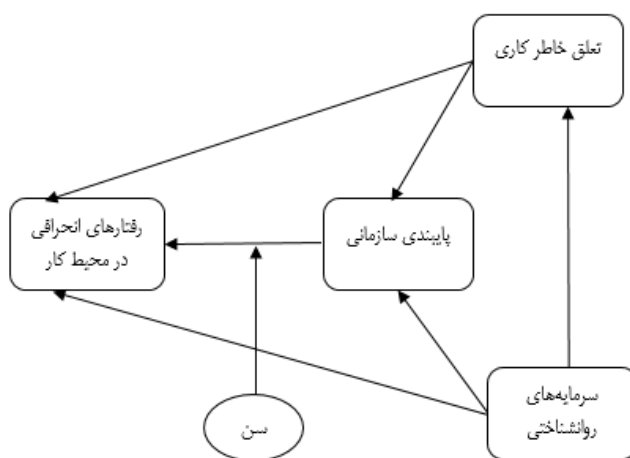 تعلق خاطر کاری
پایبندی سازمانی
رفتارهای انحرافی
در محیط کار
سرمایه‌های
روانشناختی
سن